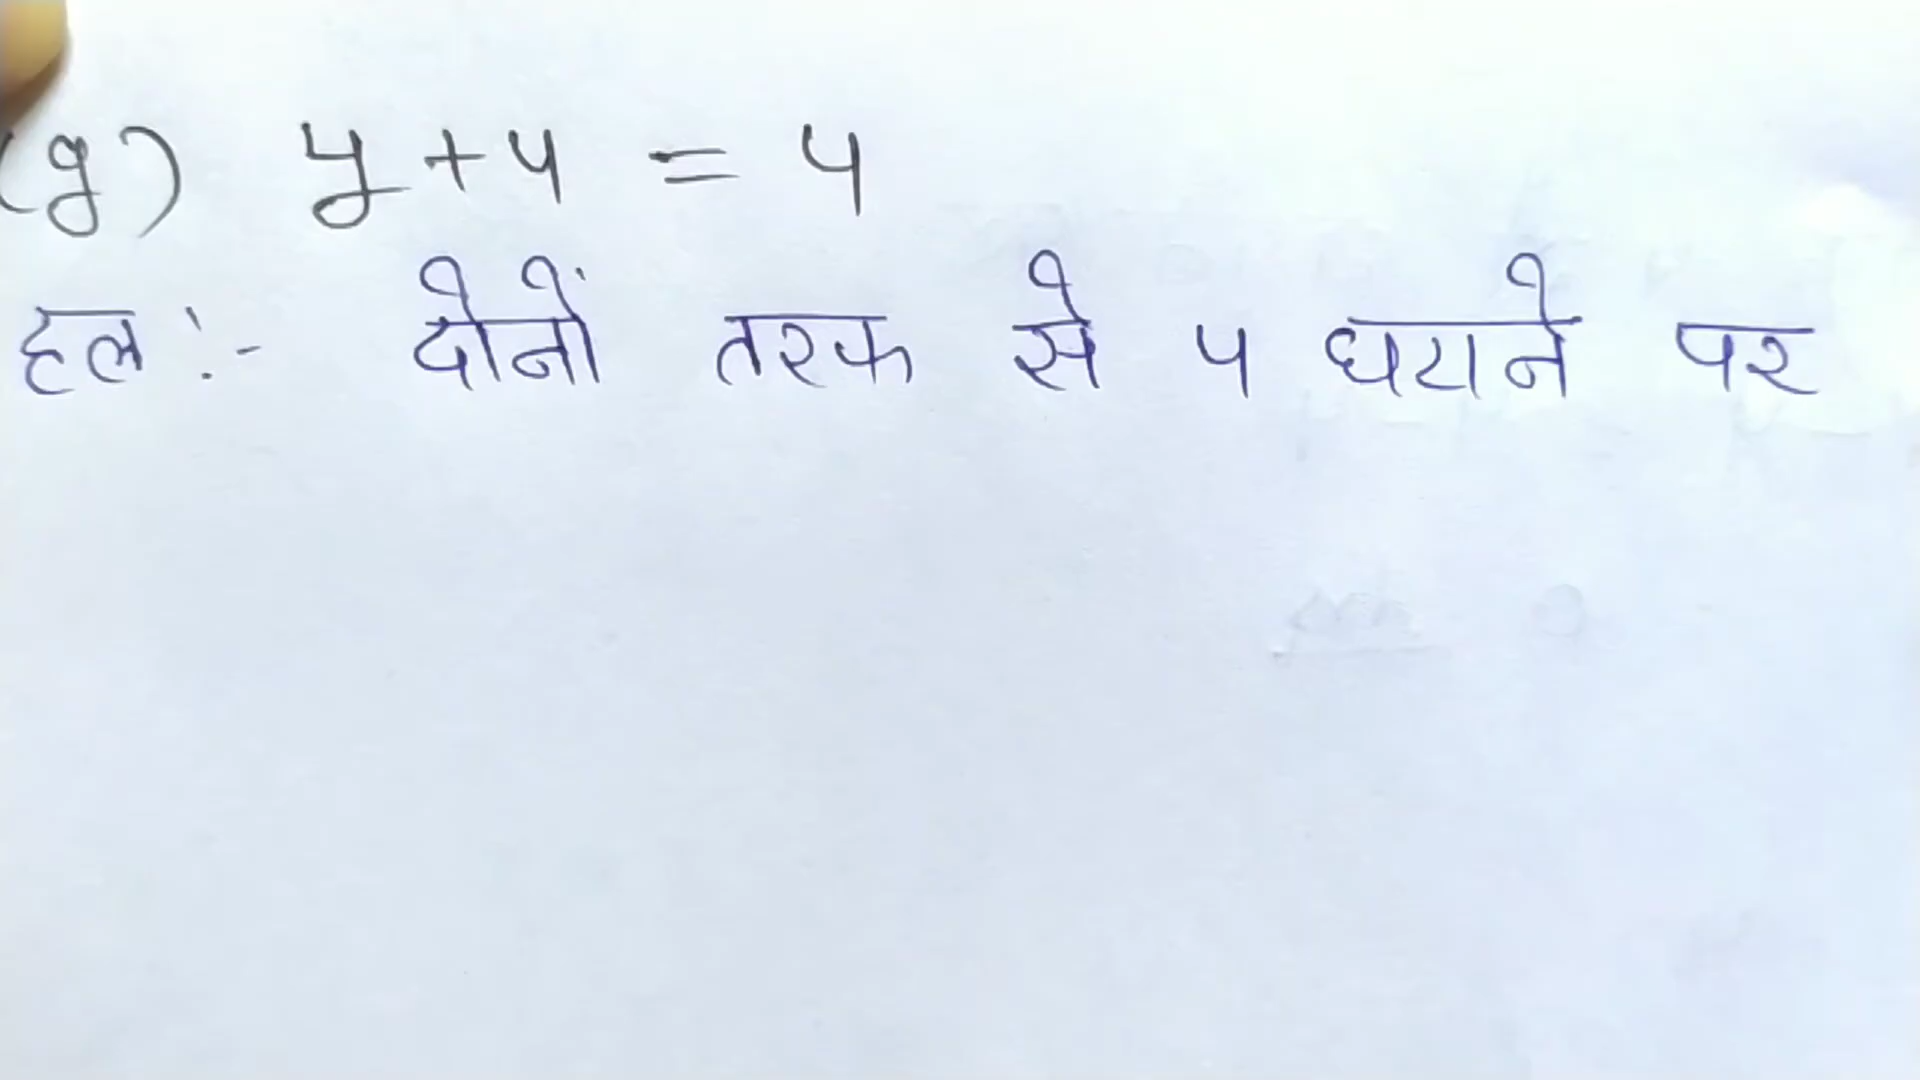 (g) y + 4 = 4
हल :- दोनों तरफ से 4 घटाने पर